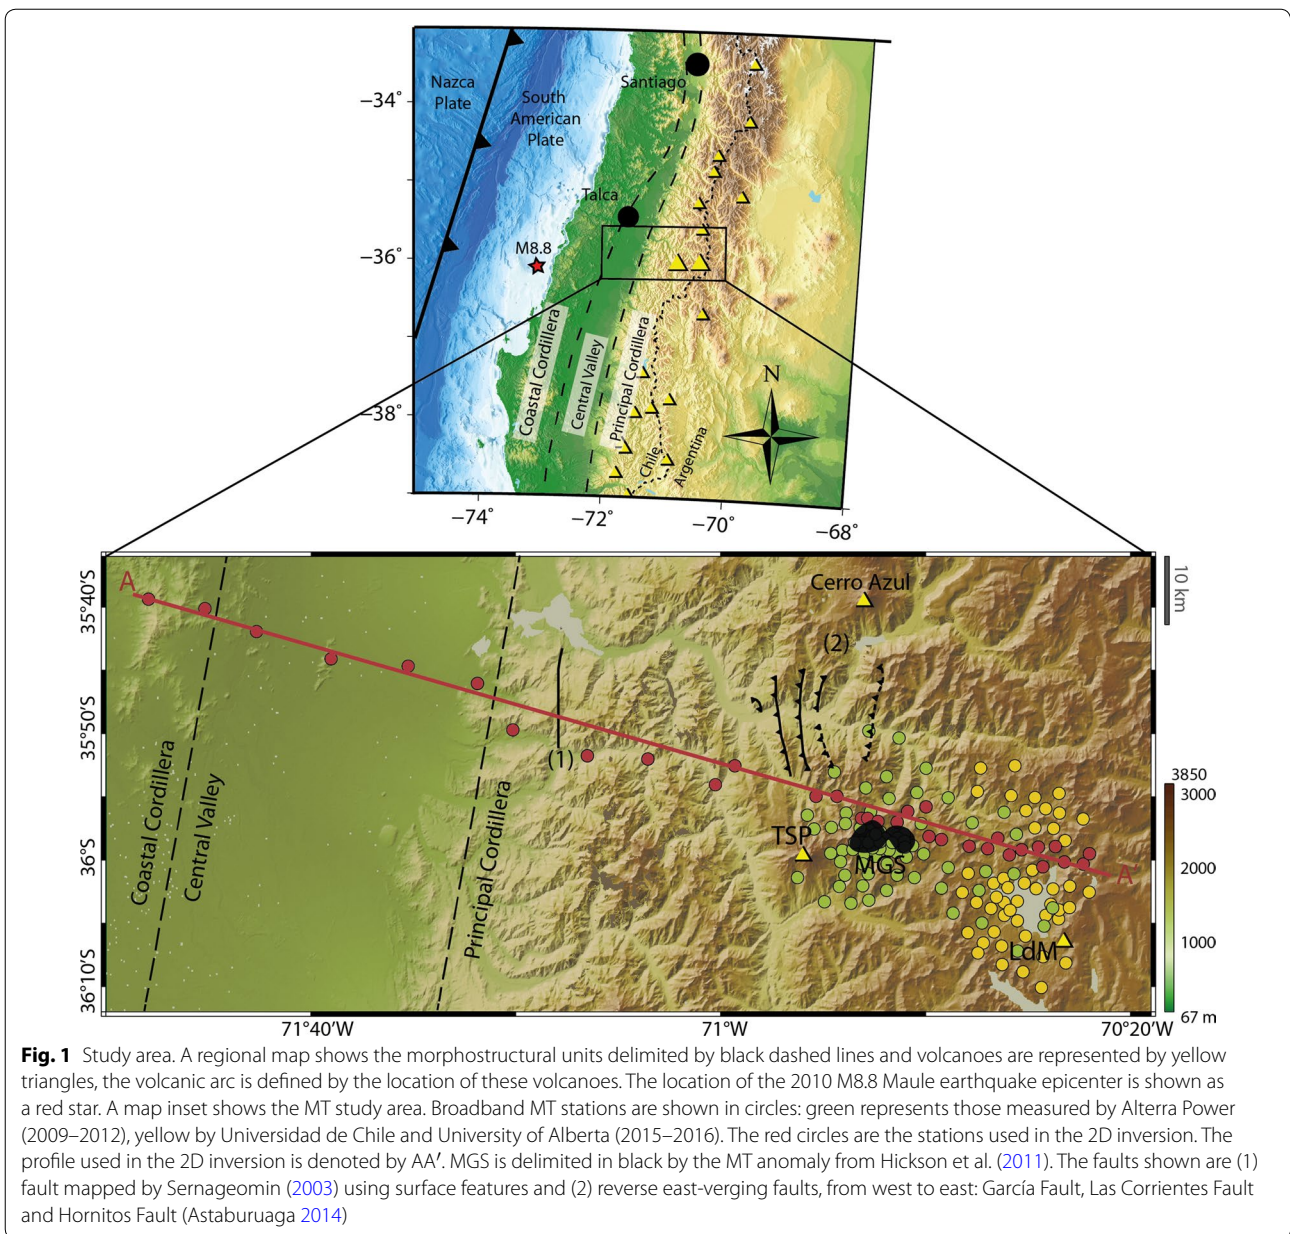 Nazca
Plate
South
American
Plate
Santiago
Talca
M8.8
−34°
−36°
−38°
−74°
−72°
−70°
−68°
Coastal Cordillera
Central Valley
Principal Cordillera
Chile
Argentina
N
A
Cerro Azul
(2)
(1)
TSP
MGS
LdM
A'
Coastal Cordillera
Central Valley
Principal Cordillera
35°40'S
35°50'S
36°S
36°10'S
71°40'W
71°W
70°20'W
10 km
3850
3000
2000
1000
67 m
Fig. 1 Study area. A regional map shows the morphostructural units delimited by black dashed lines and volcanoes are represented by yellow
triangles, the volcanic arc is defined by the location of these volcanoes. The location of the 2010 M8.8 Maule earthquake epicenter is shown as
a red star. A map inset shows the MT study area. Broadband MT stations are shown in circles: green represents those measured by Alterra Power
(2009–2012), yellow by Universidad de Chile and University of Alberta (2015–2016). The red circles are the stations used in the 2D inversion. The
profile used in the 2D inversion is denoted by AA′. MGS is delimited in black by the MT anomaly from Hickson et al. (2011). The faults shown are (1)
fault mapped by Sernageomin (2003) using surface features and (2) reverse east-verging faults, from west to east: García Fault, Las Corrientes Fault
and Hornitos Fault (Astaburuaga 2014)